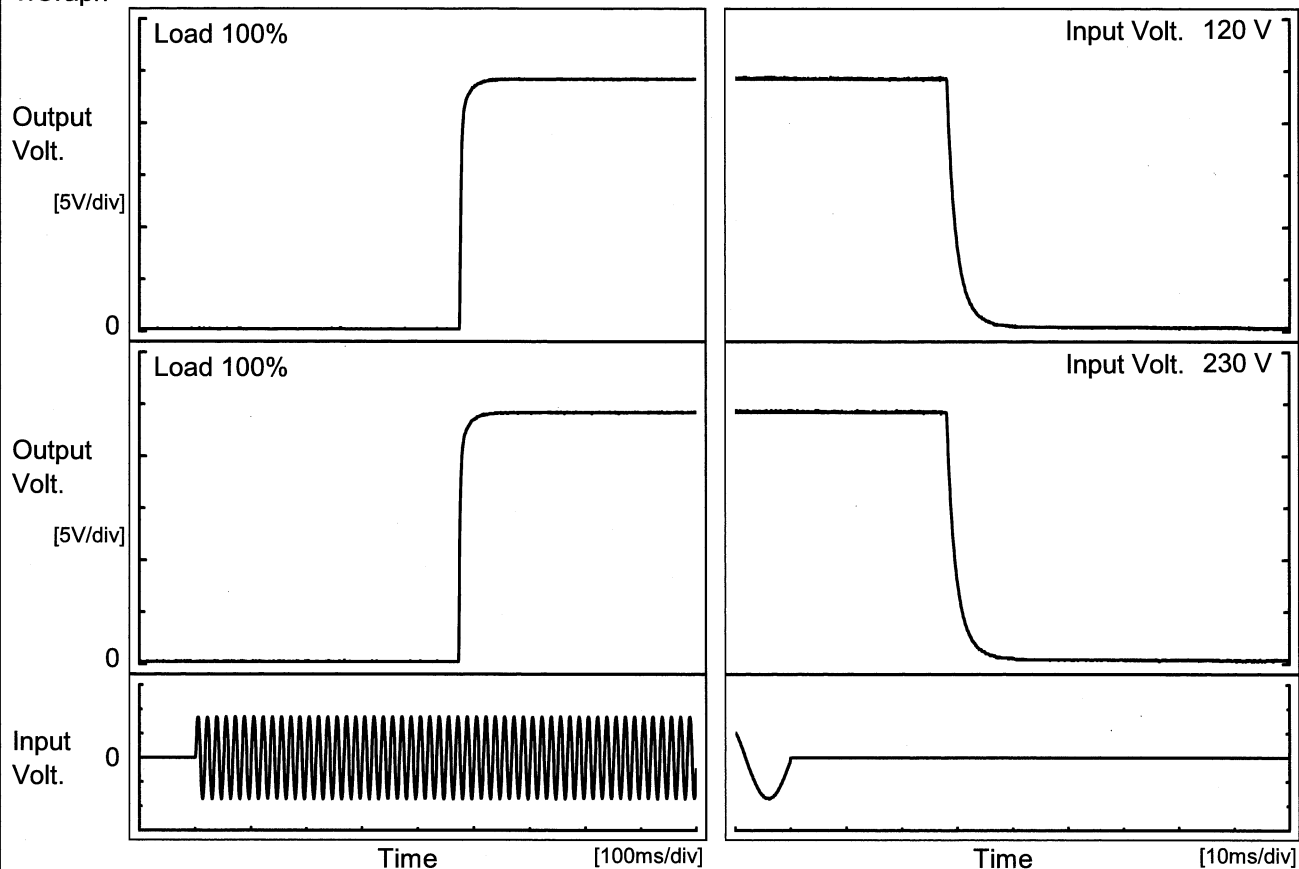 Load 100%
Input Volt. 120 V
Output
Volt.
[5V/div]
0
Load 100%
Input Volt. 230 V
Output
Volt.
[5V/div]
0
Input
Volt.
0
Time
[100ms/div]
Time
[10ms/div]